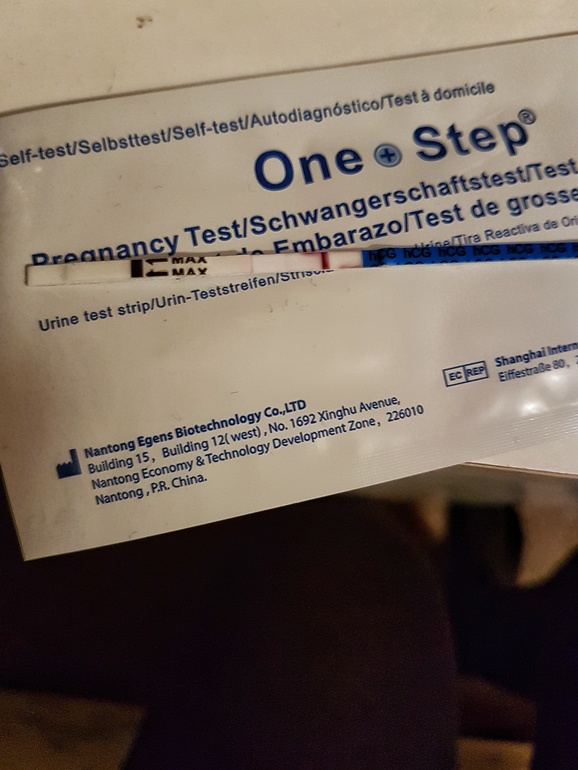 Self-test/Selbsttest/Self-test/Autodiagnóstico/Test à domicile
One Step®
Pregnancy Test/Schwangerschaftstest/Test
Embarazo/Test de grosse
Urine/Tira Reactiva de Ori
MAX
MAX
hCG hCG hCG hCG hCG
Urine test strip/Urin-Teststreifen/
EC REP
Shanghai Intern
Eiffestraße 80,
Nantong Egens Biotechnology Co.,LTD
Building 15, Building 12( west) , No. 1692 Xinghu Avenue,
Nantong Economy & Technology Development Zone, 226010
Nantong , P.R. China.